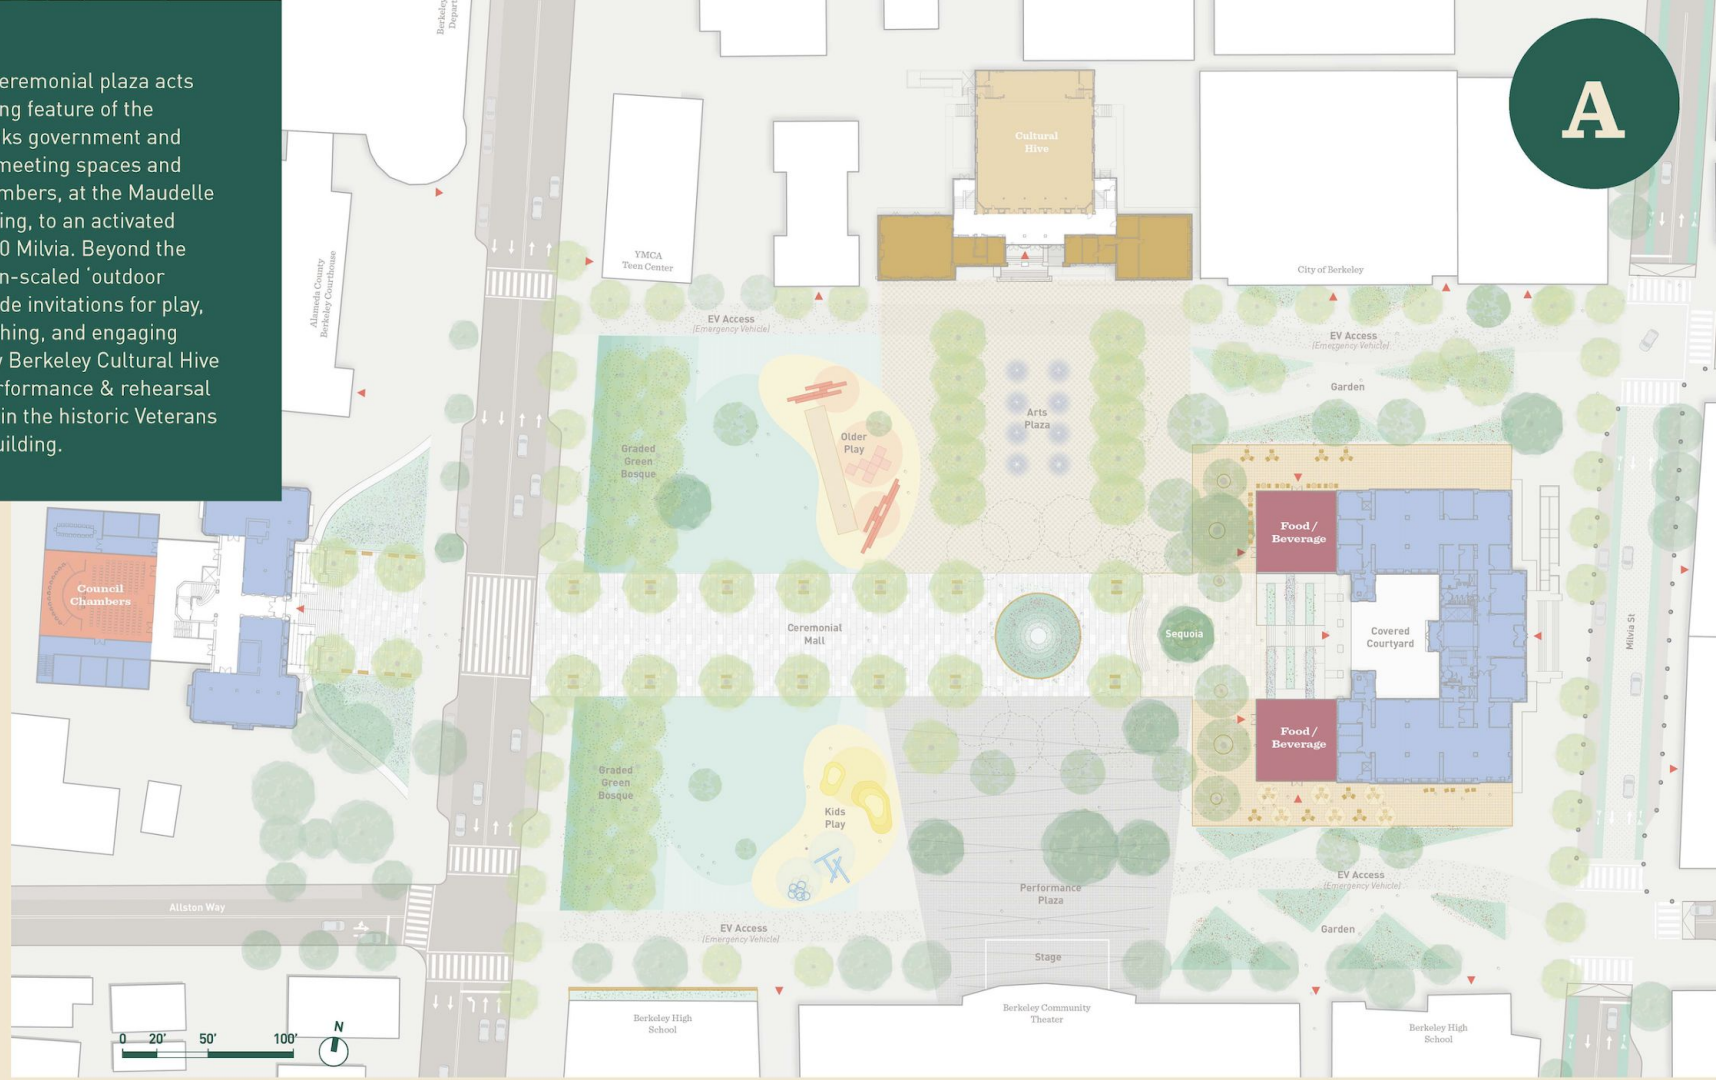 eremonial plaza acts
ng feature of the
ks government and
meeting spaces and
mbers, at the Maudelle
ing, to an activated
0 Milvia. Beyond the
n-scaled ‘outdoor
de invitations for play,
hing, and engaging
y Berkeley Cultural Hive
rformance & rehearsal
in the historic Veterans
uilding.
A
Berkeley
Depart
Cultural
Hive
YMCA
Teen Center
City of Berkeley
Alameda County
Berkeley Courthouse
EV Access
(Emergency Vehicle)
EV Access
(Emergency Vehicle)
Garden
Arts
Plaza
Older
Play
Graded
Green
Bosque
Food/
Beverage
Council
Chambers
Ceremonial
Mall
Sequoia
Covered
Courtyard
Milvia St
Food/
Beverage
Graded
Green
Bosque
Kids
Play
EV Access
(Emergency Vehicle)
Performance
Plaza
Allston Way
EV Access
(Emergency Vehicle)
Garden
Stage
Berkeley High
School
Berkeley Community
Theater
Berkeley High
School
0 20' 50' 100'
N